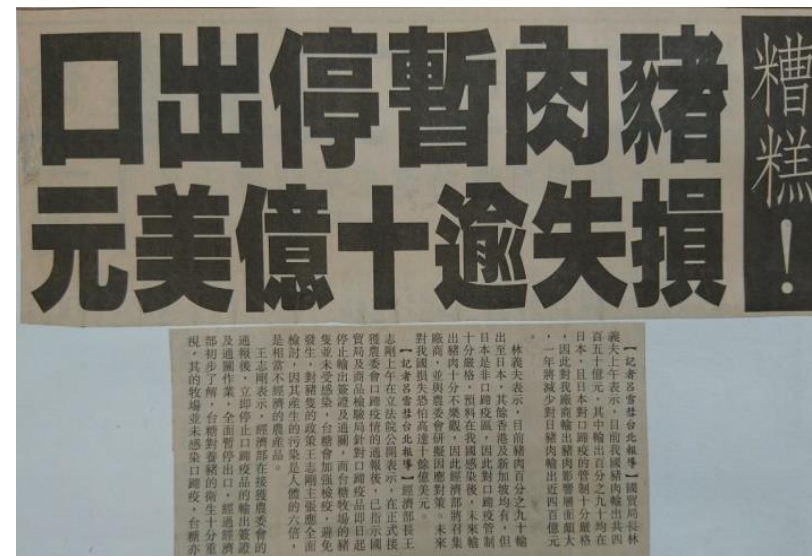 糟糕！
豬肉暫停出口
損失逾十億美元
【記者呂雪彗台北報導】國貿局長林
義夫上午表示，目前我國豬肉輸出共四
百五十億元，其中輸出百分之九十均在
日本，且日本對口蹄疫的管制十分嚴格
，因此對我廠商輸出豬肉影響層面頗大
，一年將減少對日豬肉輸出近四百億元
。
林義夫表示，目前豬肉百分之九十輸
出至日本，其餘香港及新加坡均有，但
日本是非口蹄疫區，因此對口蹄疫管制
十分嚴格，預料在我國感染後，未來輸
出豬肉十分不樂觀，因此經濟部將召集
廠商，並與農委會研擬因應對策。未來
對我國損失恐怕高達十餘億美元。
【記者呂雪彗台北報導】經濟部長王
志剛上午在立法院公開表示，在正式接
獲農委會口蹄疫情的通報後，已指示國
貿局及商品檢驗局針對口蹄疫品即日起
停止輸出簽證及通關，而台糖牧場的豬
隻並未受感染，台糖會加強檢疫，避免
發生，對豬隻的政策王志剛主張應全面
檢討，因其產生的污染是人體的六倍，
是相當不經濟的農產品。
王志剛表示，經濟部在接獲農委會的
通報後，立即停止口蹄疫品的輸出簽證
及通關作業，全面暫停出口，經過經濟
部初步了解，台糖對養豬的衛生十分重
視，其的牧場並未感染口蹄疫，台糖亦